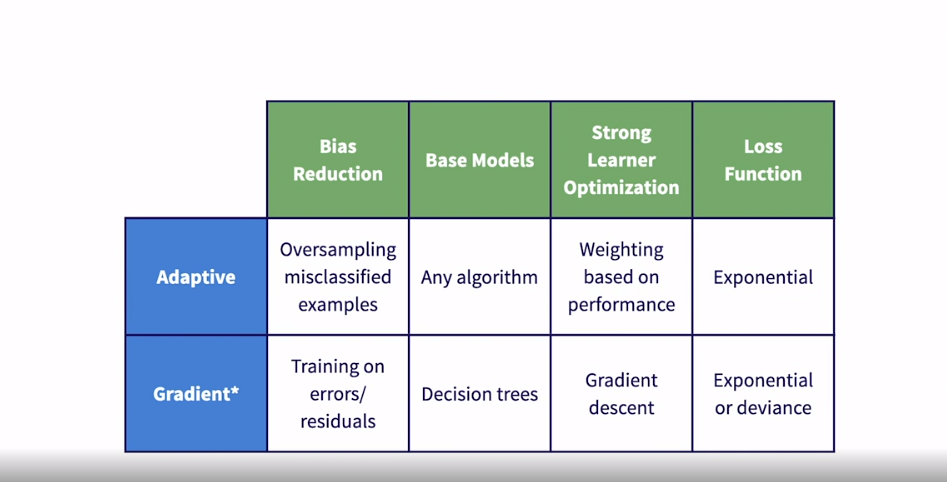 Bias
Reduction
Base Models
Strong
Learner
Optimization
Loss
Function
Adaptive
Oversampling
misclassified
examples
Any algorithm
Weighting
based on
performance
Exponential
Gradient*
Training on
errors/
residuals
Decision trees
Gradient
descent
Exponential
or deviance